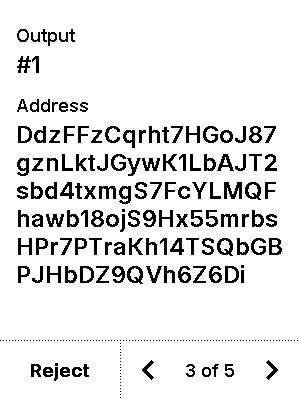 Output
#1
Address
DdzFFzCqrht7HGoJ87
gznLktJGywK1LbAJT2
sbd4txmgS7FcYLMQF
hawb18ojS9Hx55mrbs
HPr7PTraKh14TSQbGB
PJHbDZ9QVh6Z6Di
Reject
3 of 5